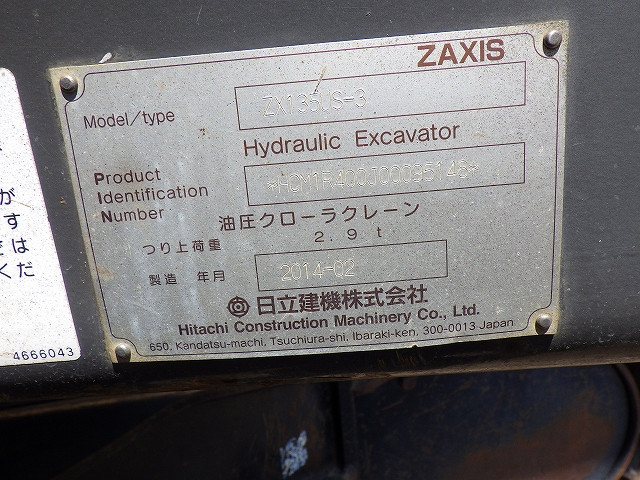 ZAXIS
Model/type ZX135US-3
Hydraulic Excavator
Product
Identification
Number *HCM1R400J00095148*
油圧クローラクレーン
つり上荷重 2.9 t
製造 年月 2014-02
日立建機株式会社
Hitachi Construction Machinery Co., Ltd.
650, Kandatsu-machi, Tsuchiura-shi, Ibaraki-ken, 300-0013 Japan
が
す
では
くだ
4666043